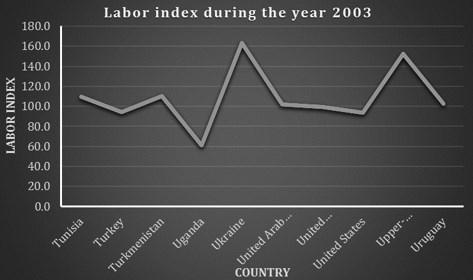 Labor index during the year 2003
180.0
160.0
140.0
120.0
100.0
80.0
60.0
40.0
20.0
0.0
LABOR INDEX
Tunisia
Turkey
Turkmenistan
Uganda
Ukraine
United Arab...
United...
United States
Upper-...
Uruguay
COUNTRY